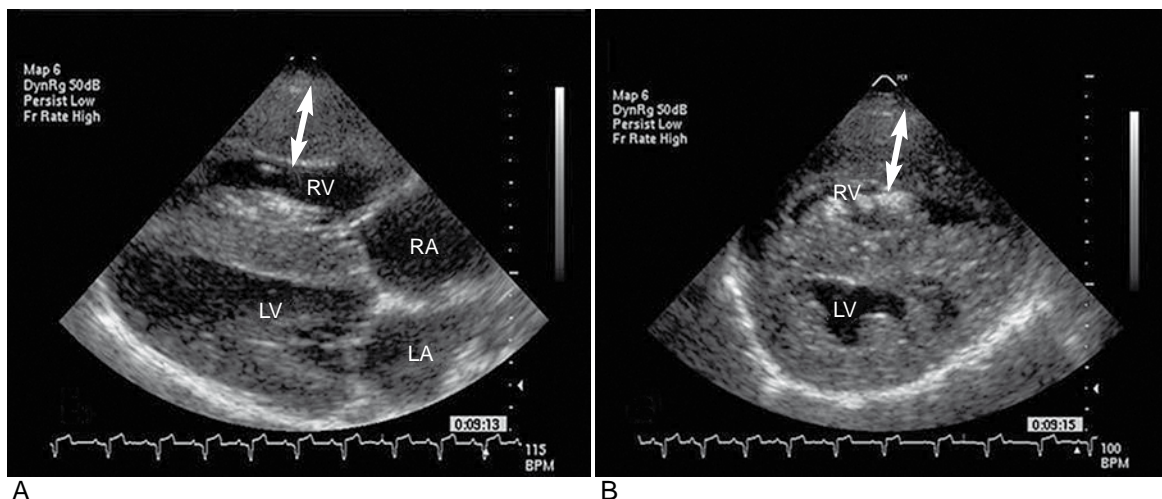 Map 6
DynRg 50dB
Persist Low
Fr Rate High
RV
RA
LV
LA
0:09:13
115
BPM
A
Map 6
DynRg 50dB
Persist Low
Fr Rate High
RV
LV
0:09:15
100
BPM
B